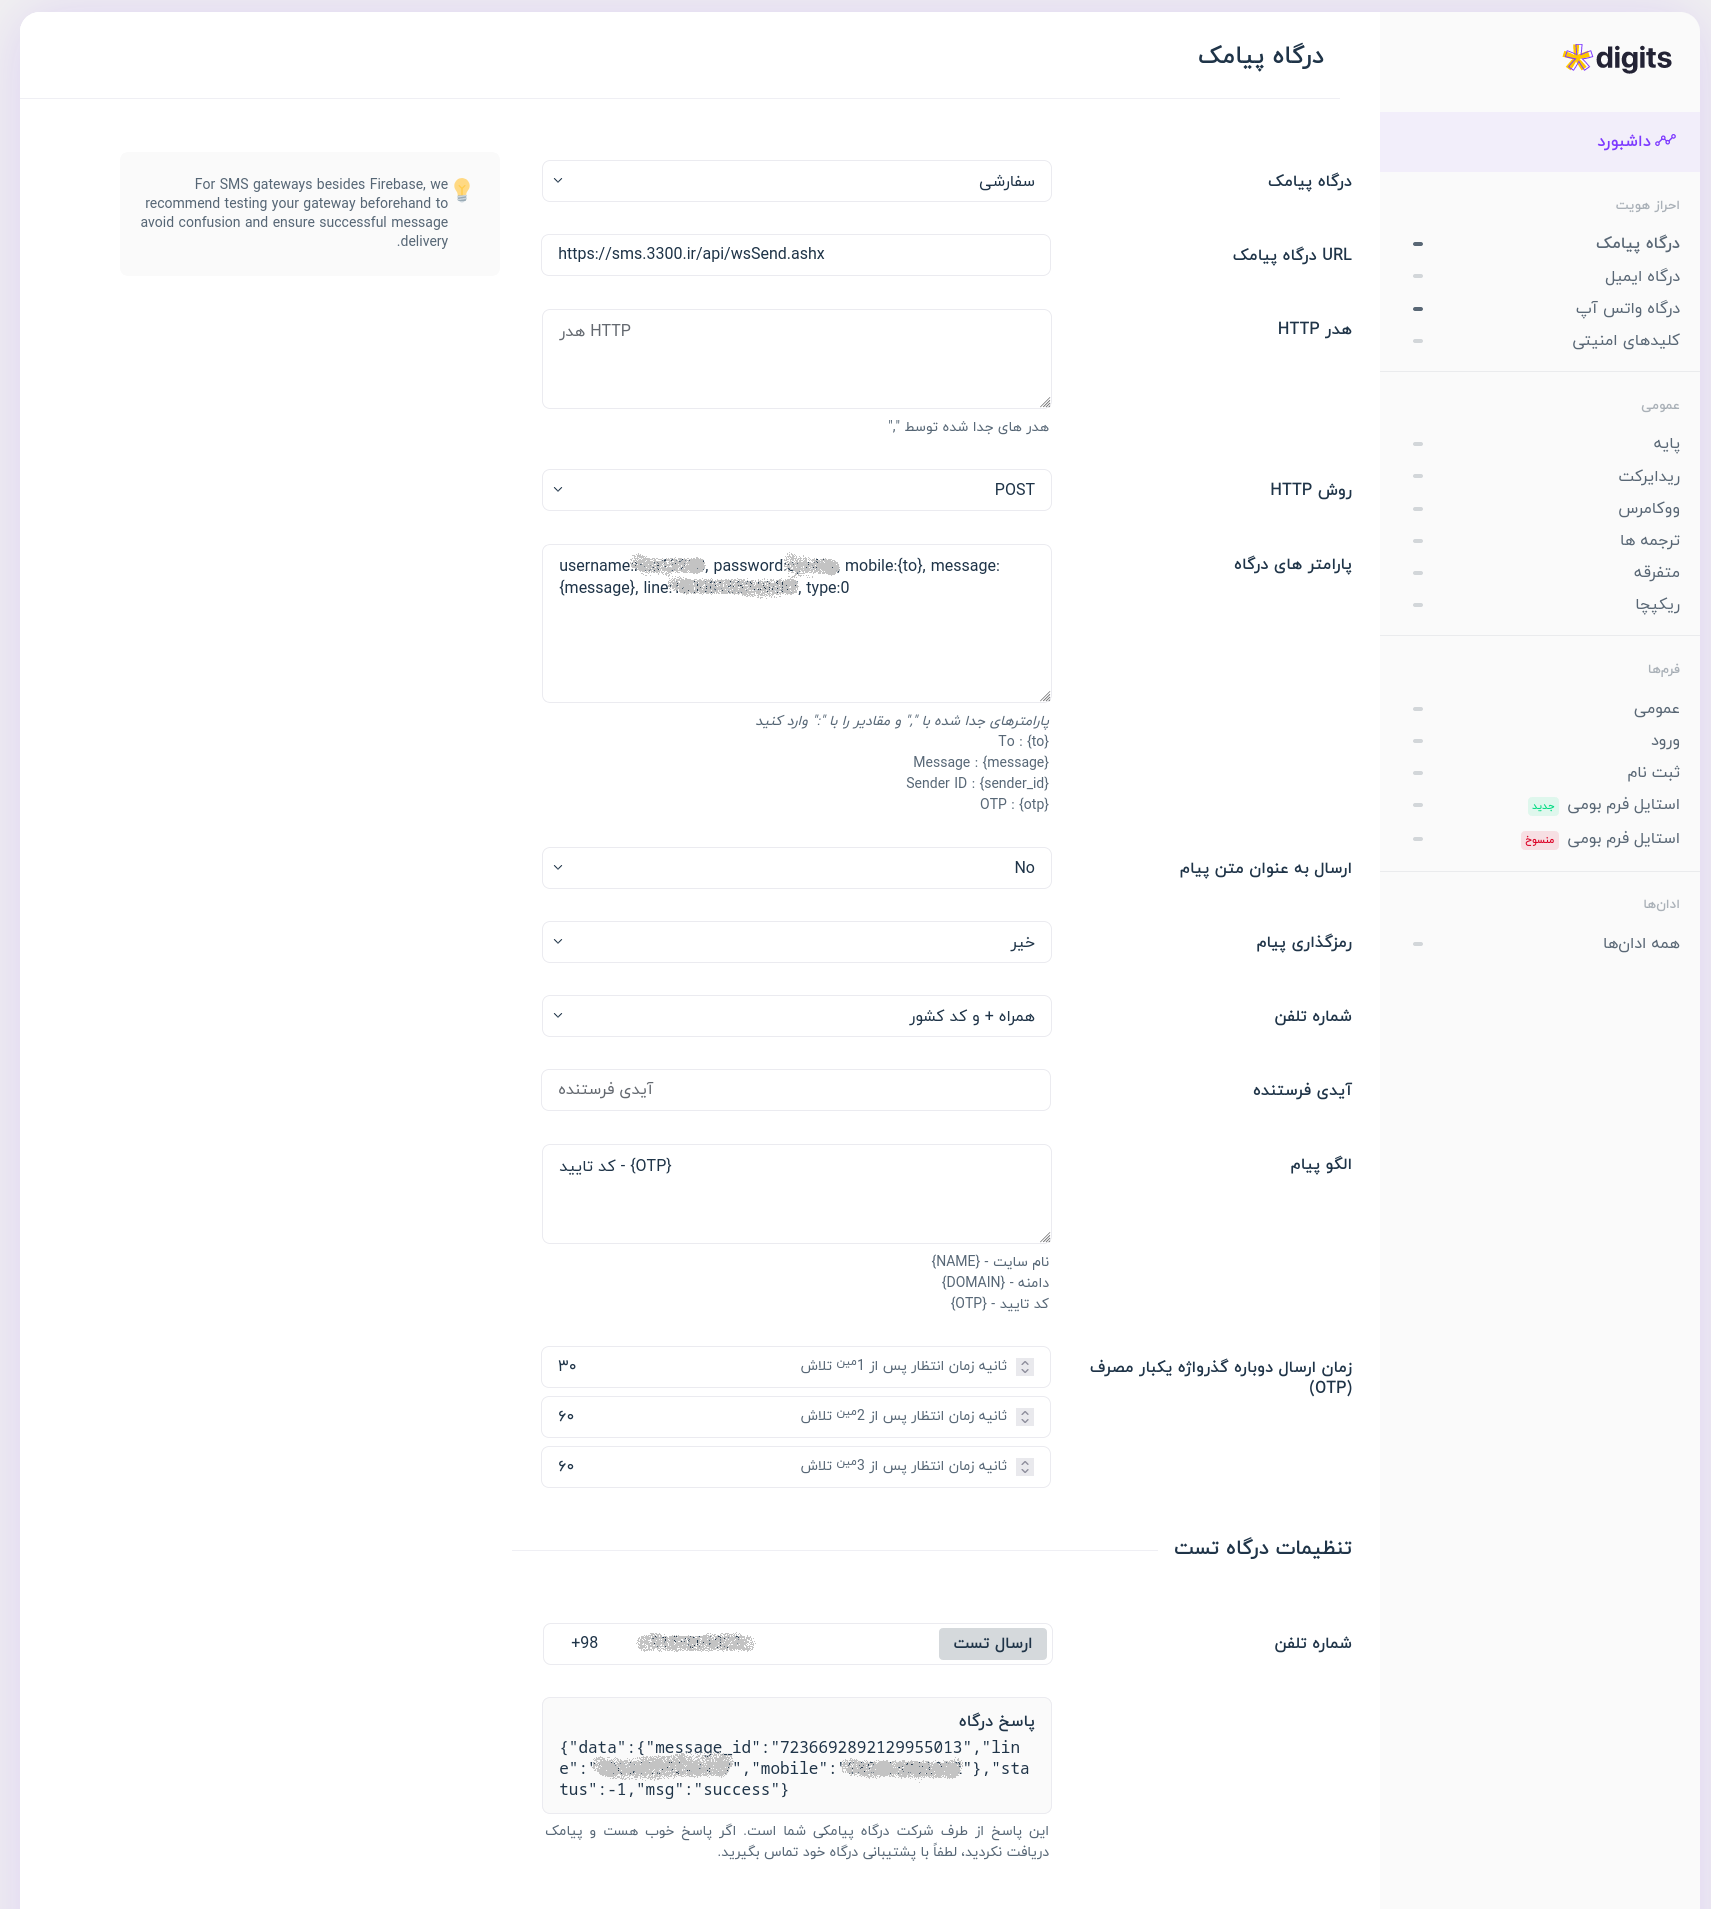 digits
داشبورد
احراز هویت
درگاه پیامک
درگاه ایمیل
درگاه واتس آپ
کلیدهای امنیتی
عمومی
پایه
ریدایرکت
ووکامرس
ترجمه ها
متفرقه
ریکپچا
فرم‌ها
عمومی
ورود
ثبت نام
استایل فرم بومی جدید
استایل فرم بومی منسوخ
ادان‌ها
همه ادان‌ها
درگاه پیامک
For SMS gateways besides Firebase, we
recommend testing your gateway beforehand to
avoid confusion and ensure successful message
delivery.
درگاه پیامک
سفارشی
URL درگاه پیامک
https://sms.3300.ir/api/wsSend.ashx
هدر HTTP
هدر HTTP
هدر های جدا شده توسط ","
روش HTTP
POST
پارامتر های درگاه
username: , password: , mobile:{to}, message:
{message}, line: , type:0
پارامترهای جدا شده با "," و مقادیر را با ":" وارد کنید
To : {to}
Message : {message}
Sender ID : {sender_id}
OTP : {otp}
ارسال به عنوان متن پیام
No
رمزگذاری پیام
خیر
شماره تلفن
همراه + و کد کشور
آیدی فرستنده
آیدی فرستنده
الگو پیام
کد تایید - {OTP}
نام سایت - {NAME}
دامنه - {DOMAIN}
کد تایید - {OTP}
زمان ارسال دوباره گذرواژه یکبار مصرف
(OTP)
ثانیه زمان انتظار پس از 1مین تلاش
۳۰
ثانیه زمان انتظار پس از 2مین تلاش
۶۰
ثانیه زمان انتظار پس از 3مین تلاش
۶۰
تنظیمات درگاه تست
شماره تلفن
ارسال تست
+98
پاسخ درگاه
{"data":{"message_id":"7236692892129955013","lin
e":" ","mobile":" "},"sta
tus":-1,"msg":"success"}
این پاسخ از طرف شرکت درگاه پیامکی شما است. اگر پاسخ خوب هست و پیامک
دریافت نکردید، لطفاً با پشتیبانی درگاه خود تماس بگیرید.